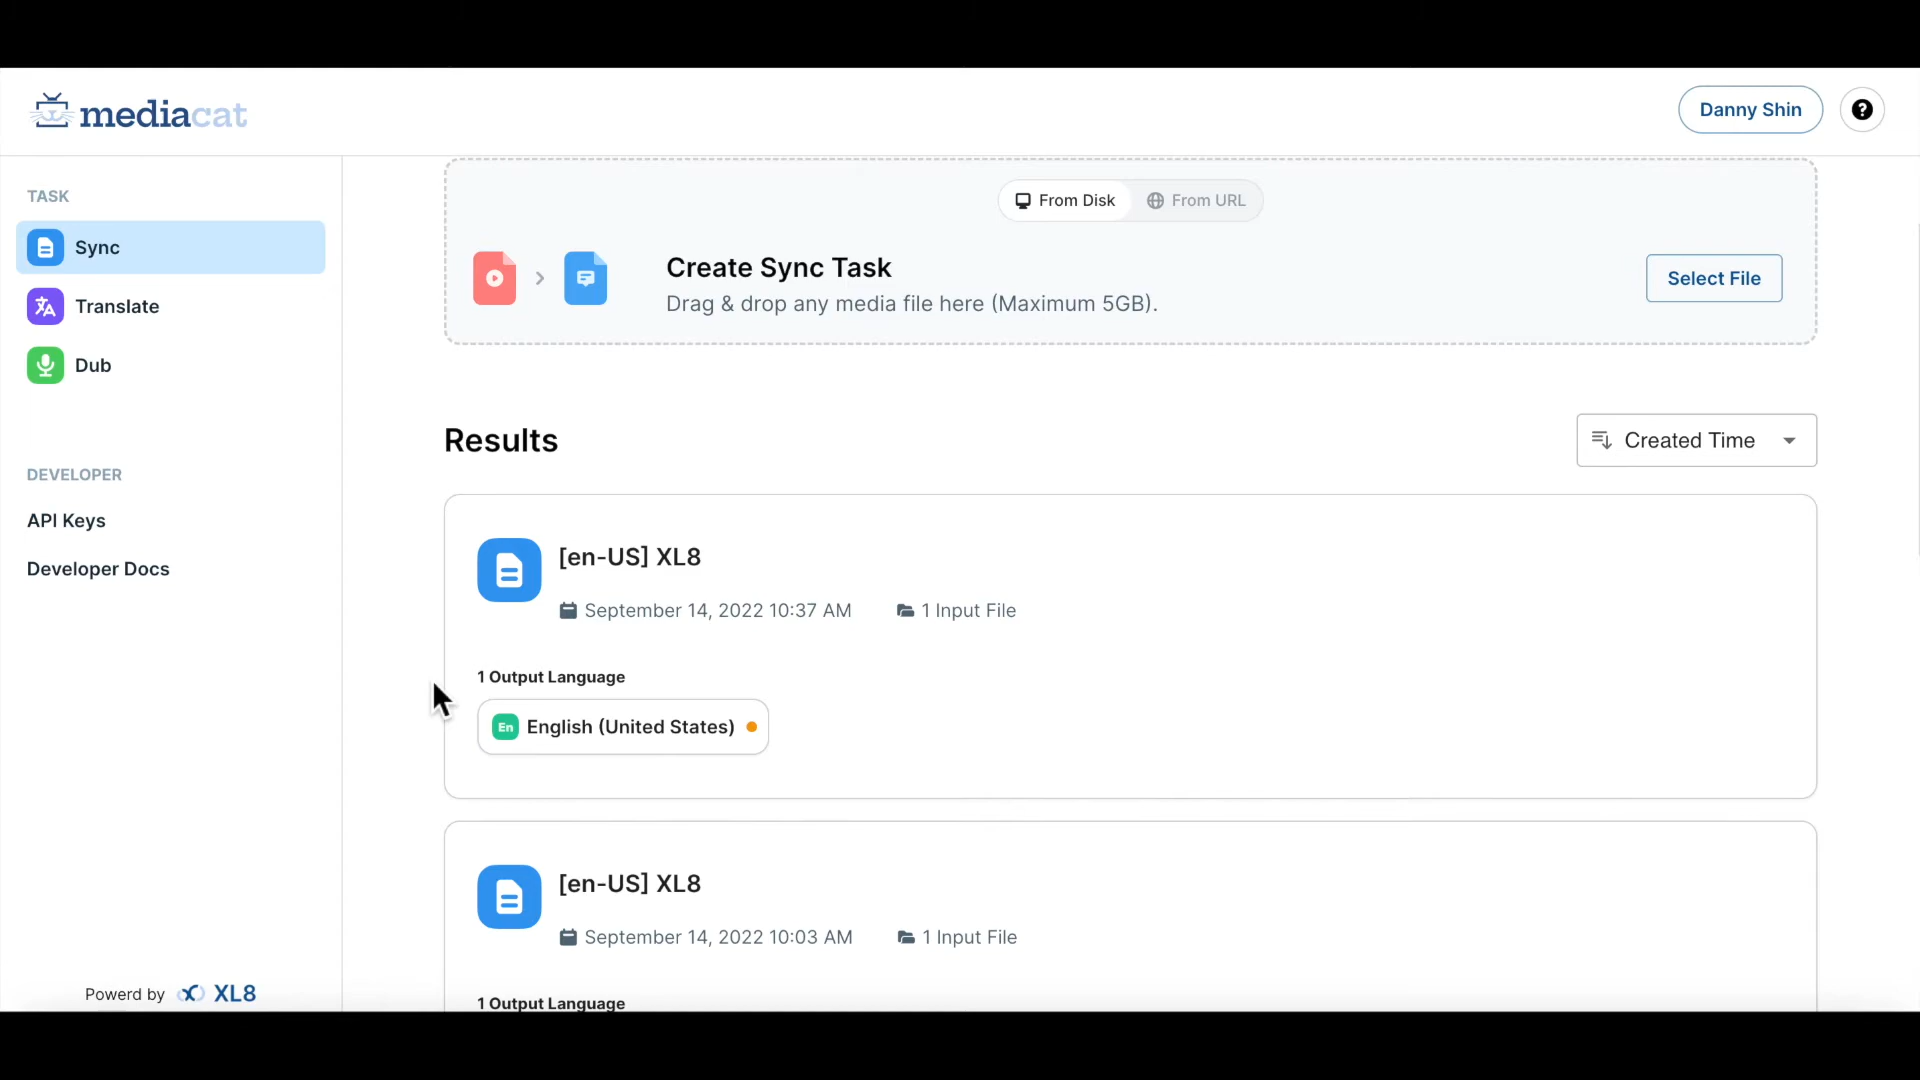 mediacat
Danny Shin
?
TASK
Sync
Translate
Dub
DEVELOPER
API Keys
Developer Docs
Powerd by XL8
From Disk
From URL
Create Sync Task
Drag & drop any media file here (Maximum 5GB).
Select File
Results
Created Time
[en-US] XL8
September 14, 2022 10:37 AM
1 Input File
1 Output Language
En English (United States)
[en-US] XL8
September 14, 2022 10:03 AM
1 Input File
1 Output Language